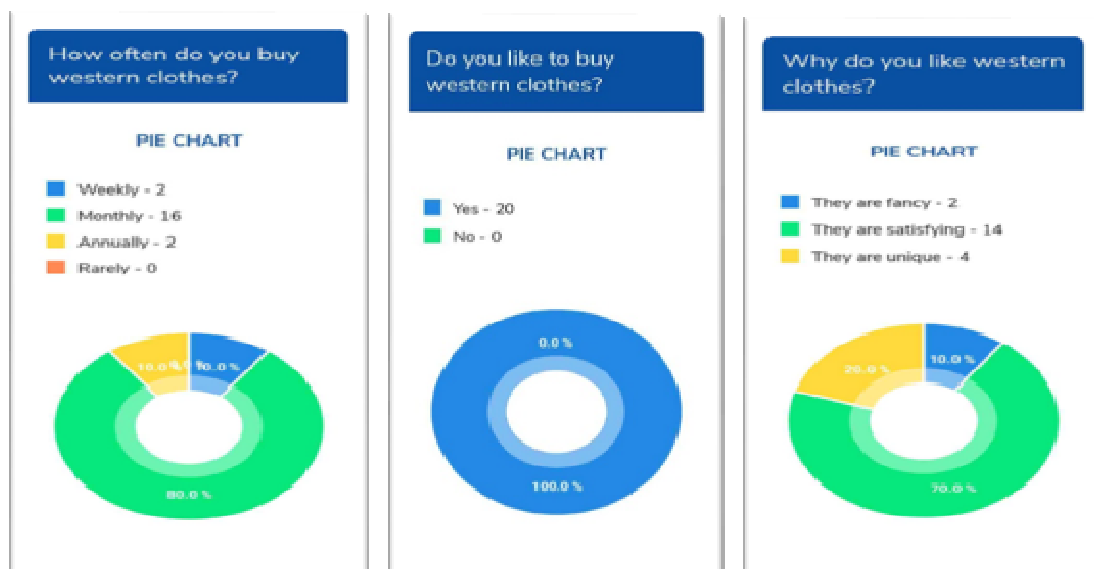 How often do you buy
western clothes?
PIE CHART
Weekly - 2
Monthly - 16
Annually - 2
Rarely - 0
10.0
10.0 %
80.0 %
Do you like to buy
western clothes?
PIE CHART
Yes - 20
No - 0
0.0 %
100.0 %
Why do you like western
clothes?
PIE CHART
They are fancy - 2
They are satisfying - 14
They are unique - 4
10.0 %
20.0 %
70.0 %